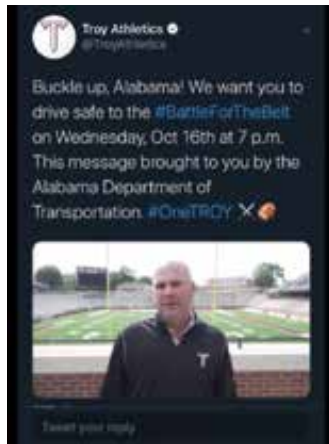 Troy Athletics
@TroyAthletics
Buckle up, Alabama! We want you to
drive safe to the #BattleForTheBelt
on Wednesday, Oct 16th at 7 p.m.
This message brought to you by the
Alabama Department of
Transportation. #OneTROY ⚔️🏈
T
Tweet your reply